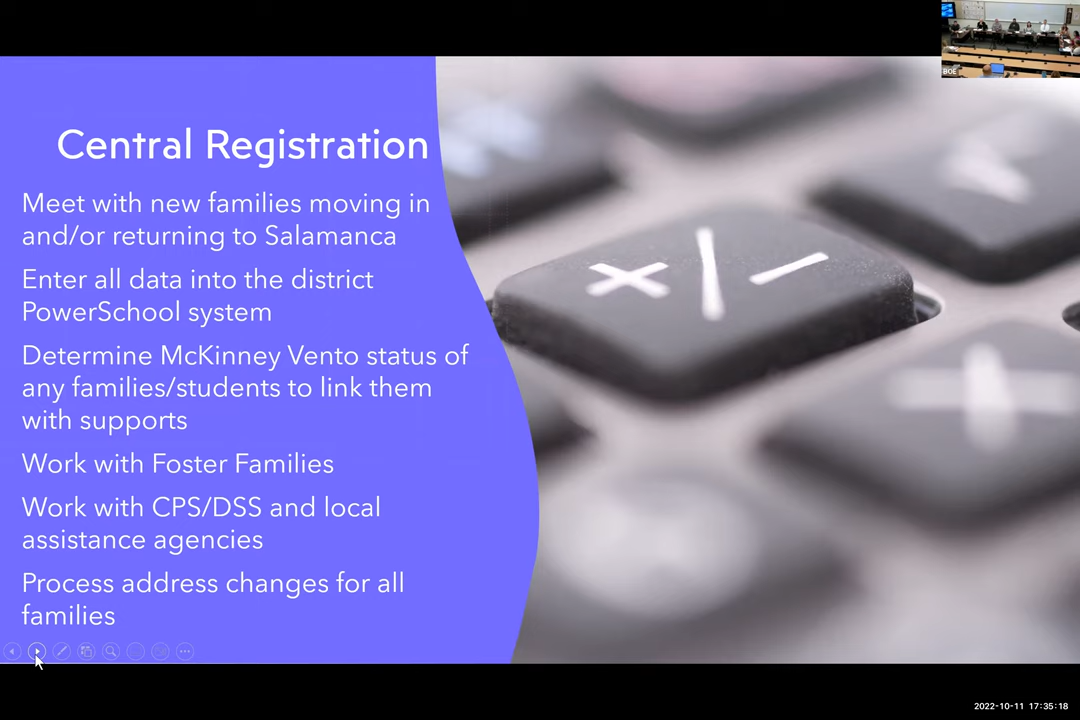 BOE
Central Registration
Meet with new families moving in
and/or returning to Salamanca
Enter all data into the district
PowerSchool system
Determine McKinney Vento status of
any families/students to link them
with supports
Work with Foster Families
Work with CPS/DSS and local
assistance agencies
Process address changes for all
families
+/-
2022-10-11 17:35:18